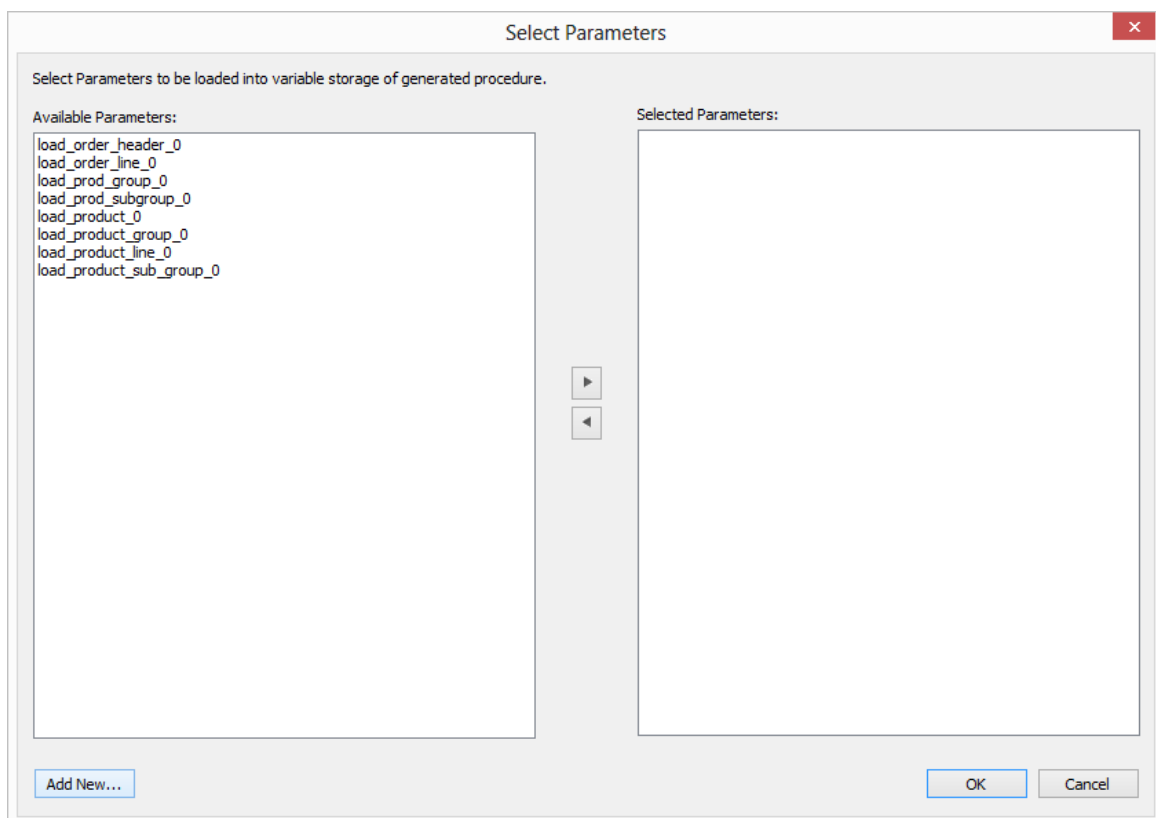 Select Parameters
Select Parameters to be loaded into variable storage of generated procedure.
Available Parameters:
load_order_header_0
load_order_line_0
load_prod_group_0
load_prod_subgroup_0
load_product_0
load_product_group_0
load_product_line_0
load_product_sub_group_0
Selected Parameters:
Add New...
OK
Cancel